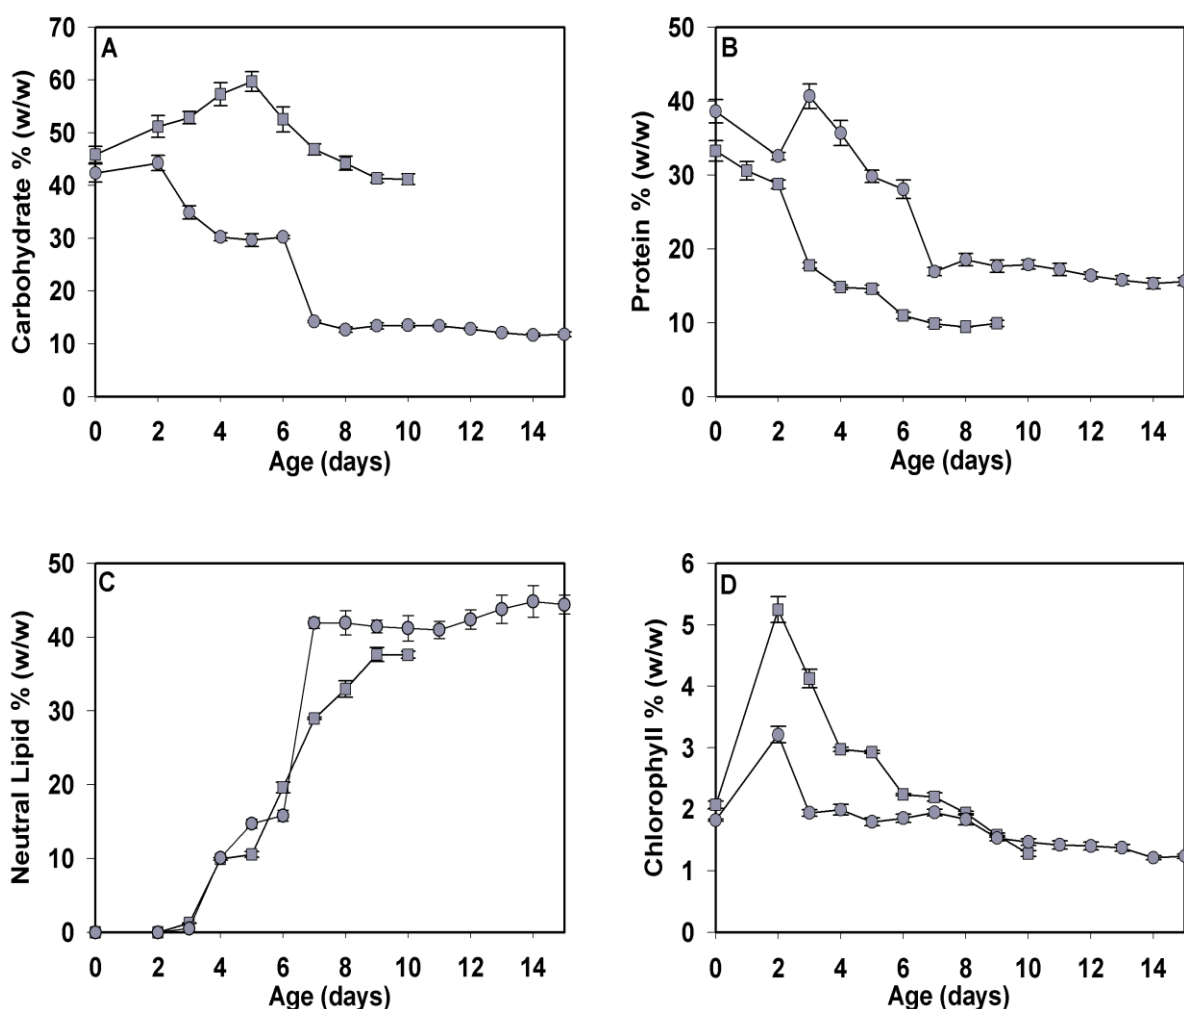 A
Carbohydrate % (w/w)
70
60
50
40
30
20
10
0
0 2 4 6 8 10 12 14
Age (days)
B
Protein % (w/w)
50
40
30
20
10
0
0 2 4 6 8 10 12 14
Age (days)
C
Neutral Lipid % (w/w)
50
40
30
20
10
0
0 2 4 6 8 10 12 14
Age (days)
D
Chlorophyll % (w/w)
6
5
4
3
2
1
0
0 2 4 6 8 10 12 14
Age (days)